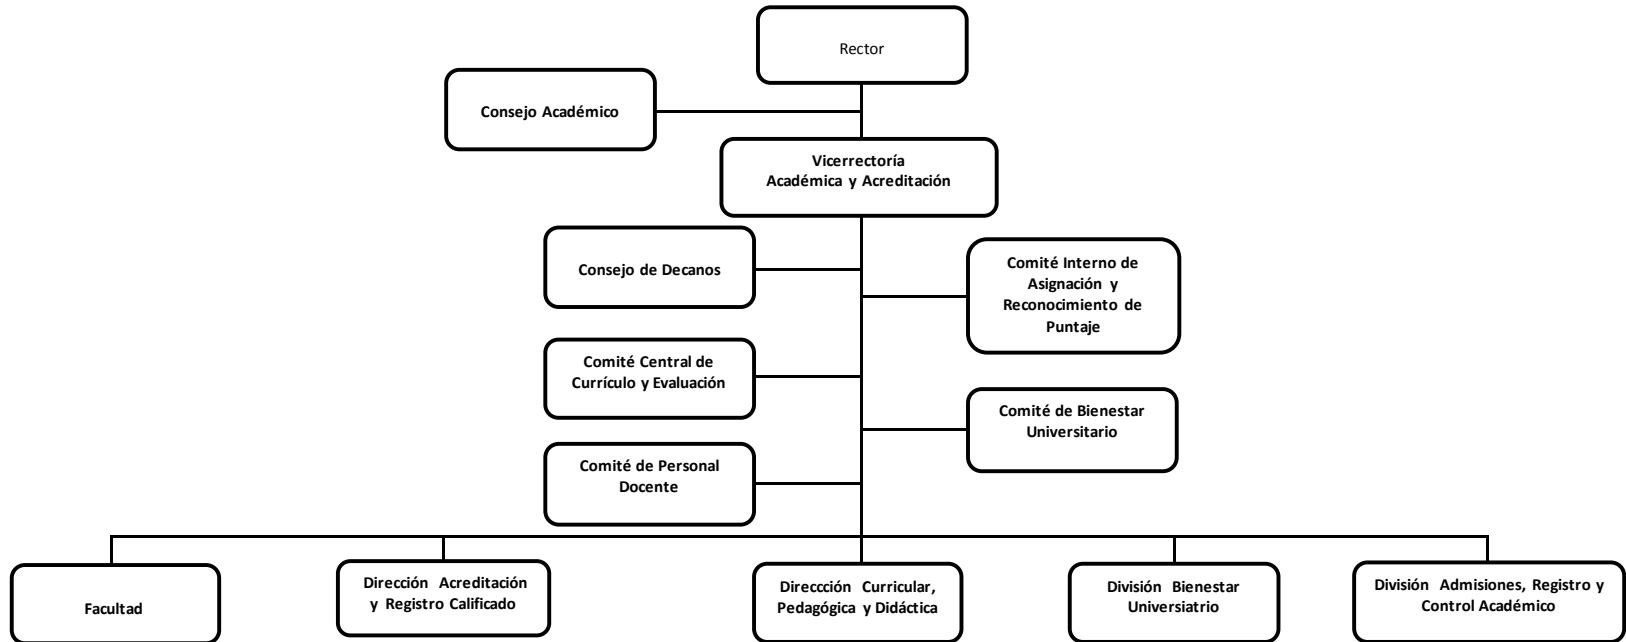 Rector
Consejo Académico
Vicerrectoría
Académica y Acreditación
Consejo de Decanos
Comité Interno de
Asignación y
Reconocimiento de
Puntaje
Comité Central de
Currículo y Evaluación
Comité de Bienestar
Universitario
Comité de Personal
Docente
Facultad
Dirección Acreditación
y Registro Calificado
Direccción Curricular,
Pedagógica y Didáctica
División Bienestar
Universiatrio
División Admisiones, Registro y
Control Académico